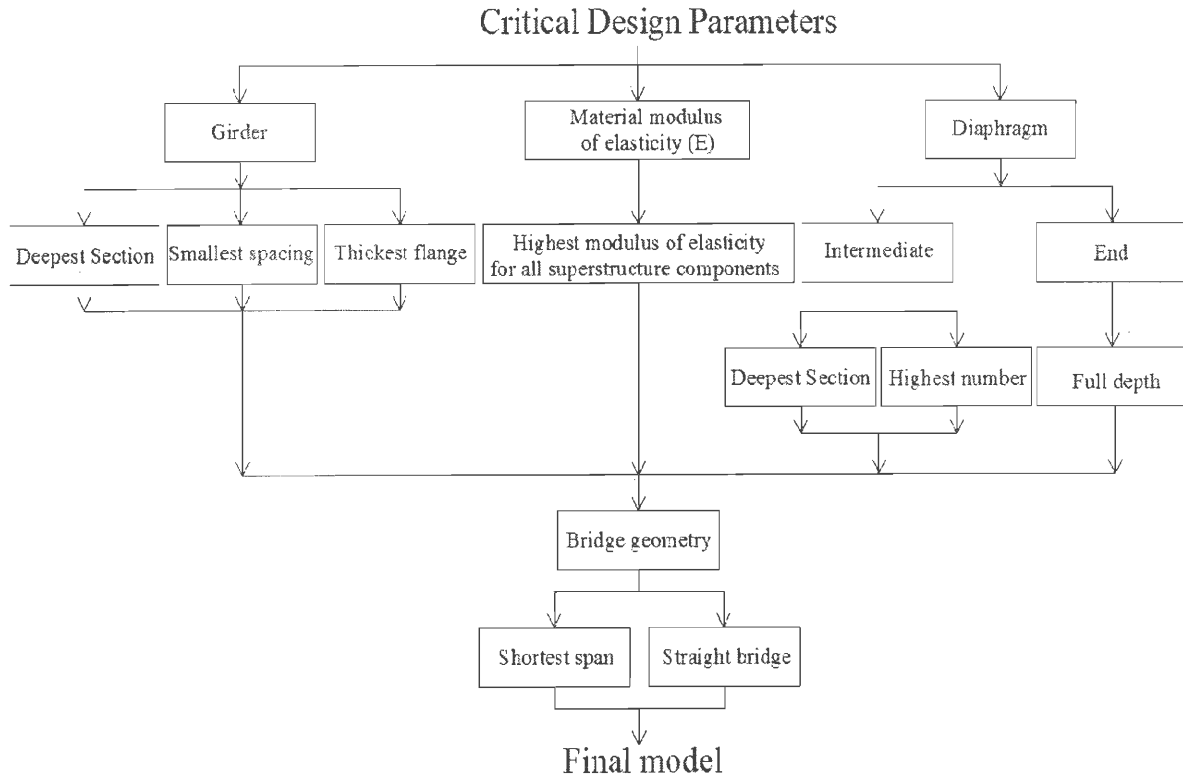 Critical Design Parameters
Girder
Material modulus
of elasticity (E)
Diaphragm
Deepest Section
Smallest spacing
Thickest flange
Highest modulus of elasticity
for all superstructure components
Intermediate
End
Deepest Section
Highest number
Full depth
Bridge geometry
Shortest span
Straight bridge
Final model